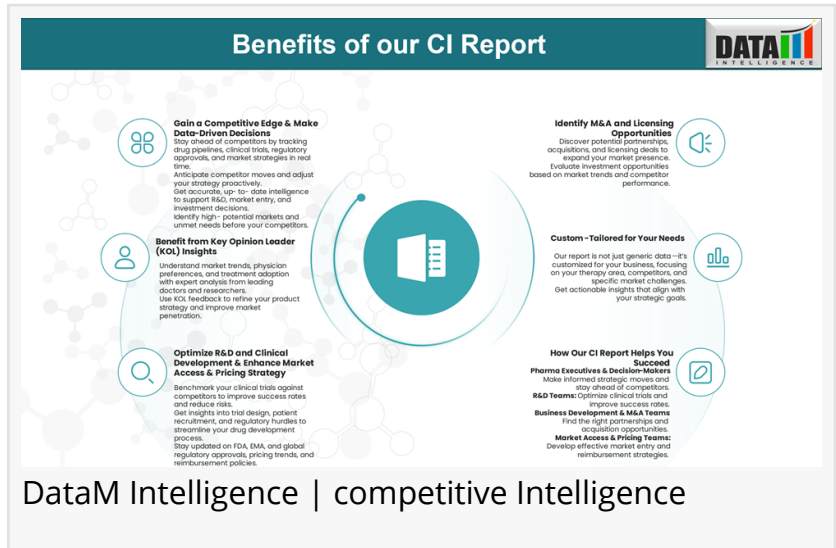 Benefits of our CI Report
DATAM
INTELLIGENCE
Gain a Competitive Edge & Make
Data-Driven Decisions
Stay ahead of competitors by tracking
drug pipelines, clinical trials, regulatory
approvals, and market strategies in real
time.
Anticipate competitor moves and adjust
your strategy proactively.
Get accurate, up- to- date intelligence
to support R&D, market entry, and
investment decisions.
Identify high- potential markets and
unmet needs before your competitors.
Benefit from Key Opinion Leader
(KOL) Insights
Understand market trends, physician
preferences, and treatment adoption
with expert analysis from leading
doctors and researchers.
Use KOL feedback to refine your product
strategy and improve market
penetration.
Optimize R&D and Clinical
Development & Enhance Market
Access & Pricing Strategy
Benchmark your clinical trials against
competitors to improve success rates
and reduce risks.
Get insights into trial design, patient
recruitment, and regulatory hurdles to
streamline your drug development
process.
Stay updated on FDA, EMA, and global
regulatory approvals, pricing trends, and
reimbursement policies.
Identify M&A and Licensing
Opportunities
Discover potential partnerships,
acquisitions, and licensing deals to
expand your market presence.
Evaluate investment opportunities
based on market trends and competitor
performance.
Custom -Tailored for Your Needs
Our report is not just generic data—it's
customized for your business, focusing
on your therapy area, competitors, and
specific market challenges.
Get actionable insights that align with
your strategic goals.
How Our CI Report Helps You
Succeed
Pharma Executives & Decision-Makers
Make informed strategic moves and
stay ahead of competitors.
R&D Teams: Optimize clinical trials and
improve success rates.
Business Development & M&A Teams
Find the right partnerships and
acquisition opportunities.
Market Access & Pricing Teams:
Develop effective market entry and
reimbursement strategies.
DataM Intelligence | competitive Intelligence